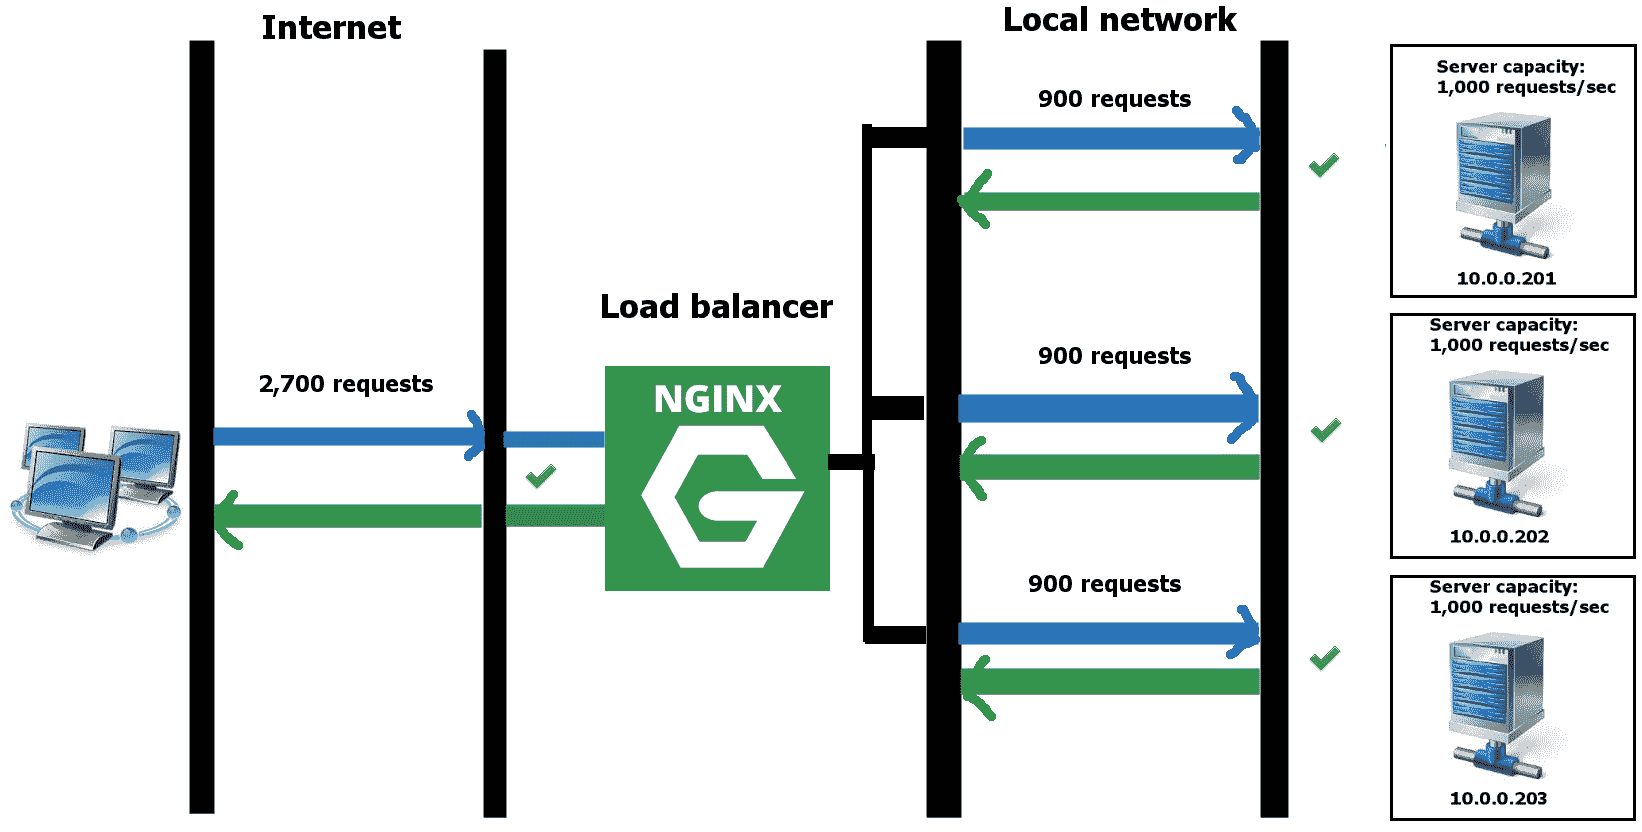 Internet
Local network
Server capacity:
1,000 requests/sec
900 requests
10.0.0.201
Load balancer
Server capacity:
1,000 requests/sec
900 requests
2,700 requests
NGINX
10.0.0.202
900 requests
Server capacity:
1,000 requests/sec
10.0.0.203